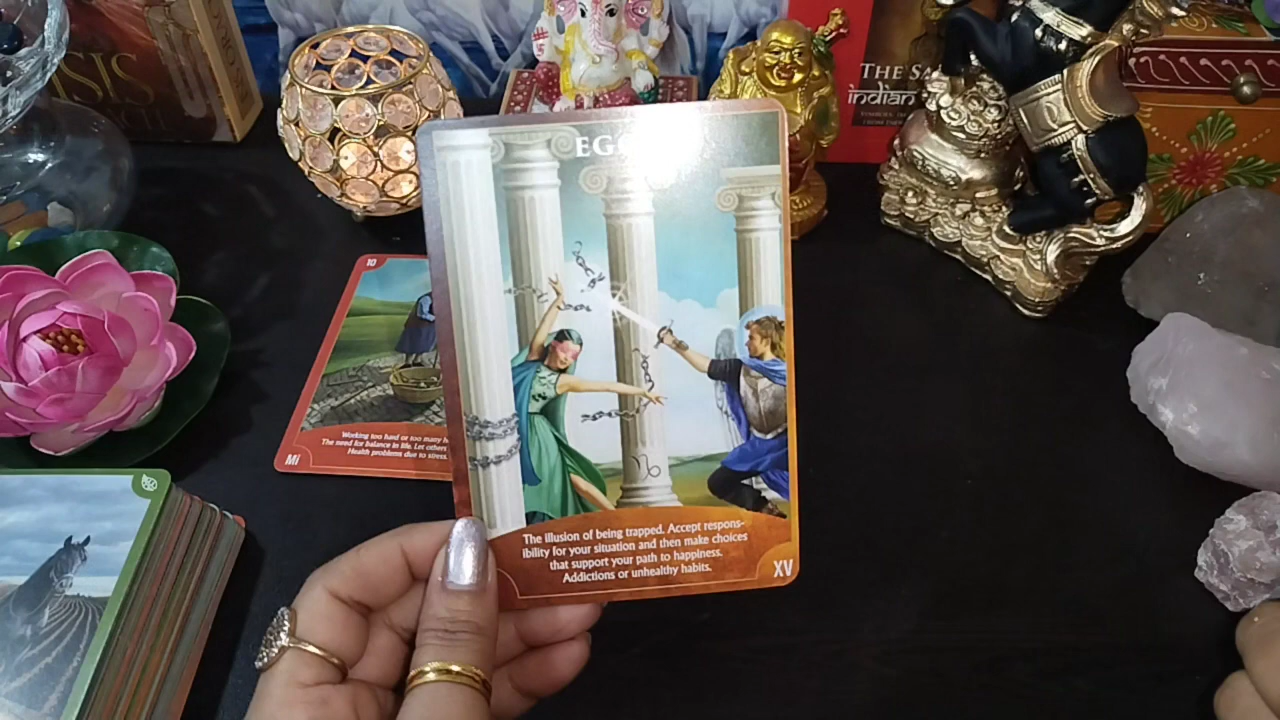 ISIS
THE SA
indian
EGO
10
Working too hard or too many h
The need for balance in life. Let others
Health problems due to stress.
Mi
The illusion of being trapped. Accept respons-
ibility for your situation and then make choices
that support your path to happiness.
Addictions or unhealthy habits.
XV